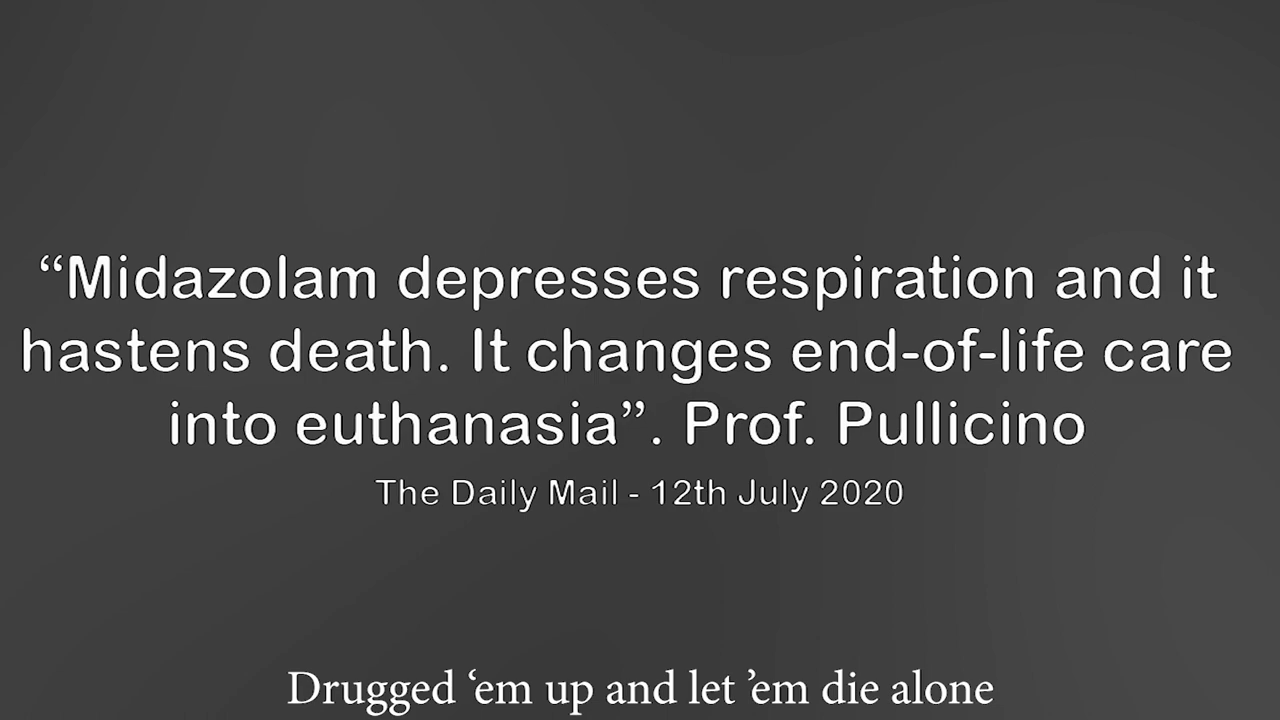 “Midazolam depresses respiration and it
hastens death. It changes end-of-life care
into euthanasia”. Prof. Pullicino
The Daily Mail - 12th July 2020
Drugged ‘em up and let ’em die alone